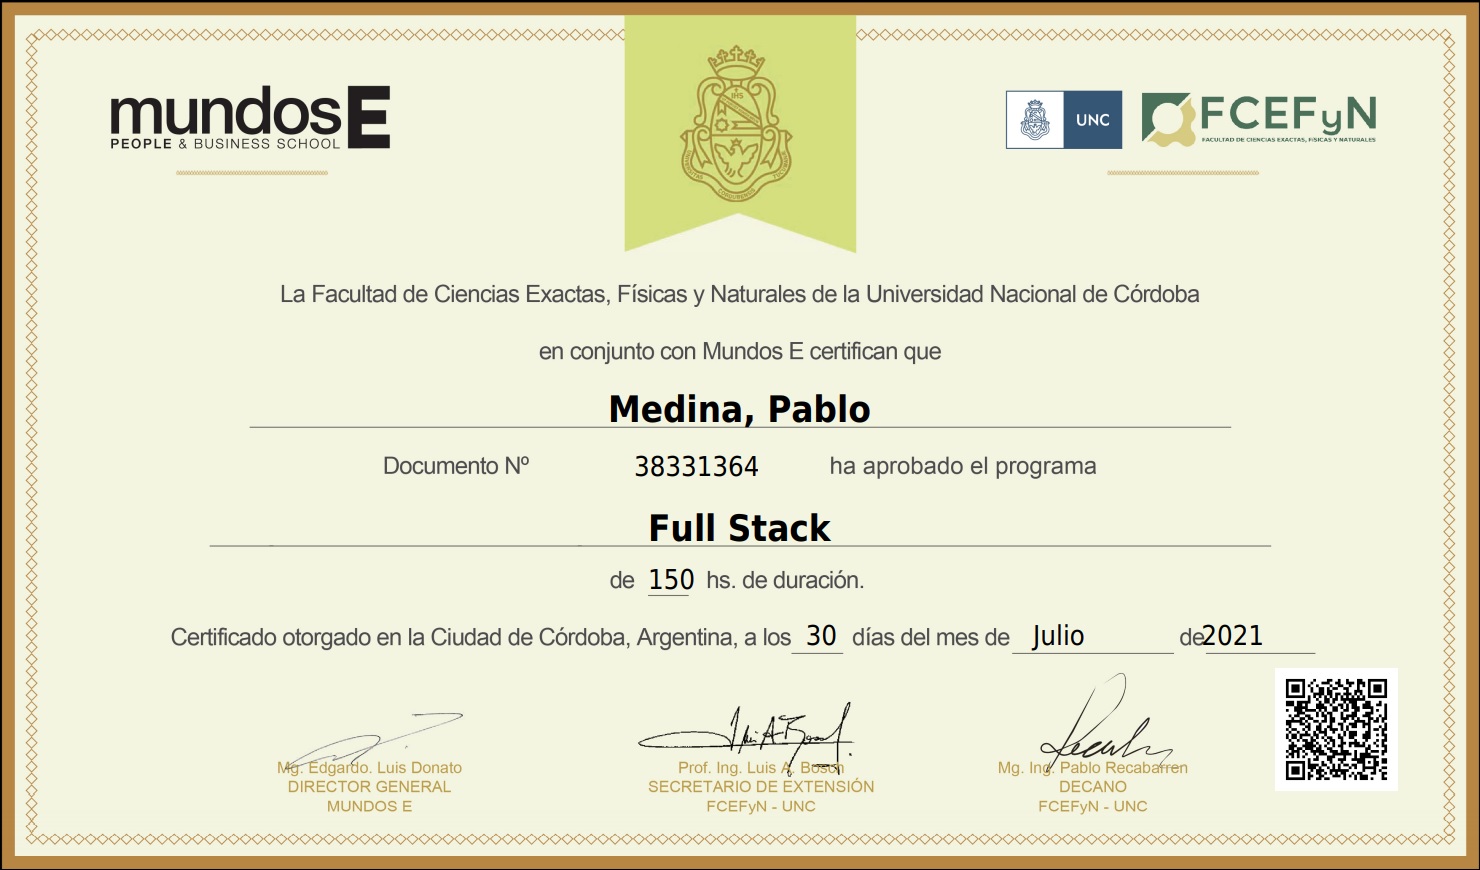 mundosE
PEOPLE & BUSINESS SCHOOL
IHS
UNC
FCEFyN
FACULTAD DE CIENCIAS EXACTAS, FÍSICAS Y NATURALES
La Facultad de Ciencias Exactas, Físicas y Naturales de la Universidad Nacional de Córdoba
en conjunto con Mundos E certifican que
Medina, Pablo
Documento Nº 38331364 ha aprobado el programa
Full Stack
de 150 hs. de duración.
Certificado otorgado en la Ciudad de Córdoba, Argentina, a los 30 días del mes de Julio de 2021
Mg. Edgardo. Luis Donato
DIRECTOR GENERAL
MUNDOS E
Prof. Ing. Luis A. Bosch
SECRETARIO DE EXTENSIÓN
FCEFyN - UNC
Mg. Ing. Pablo Recabarren
DECANO
FCEFyN - UNC